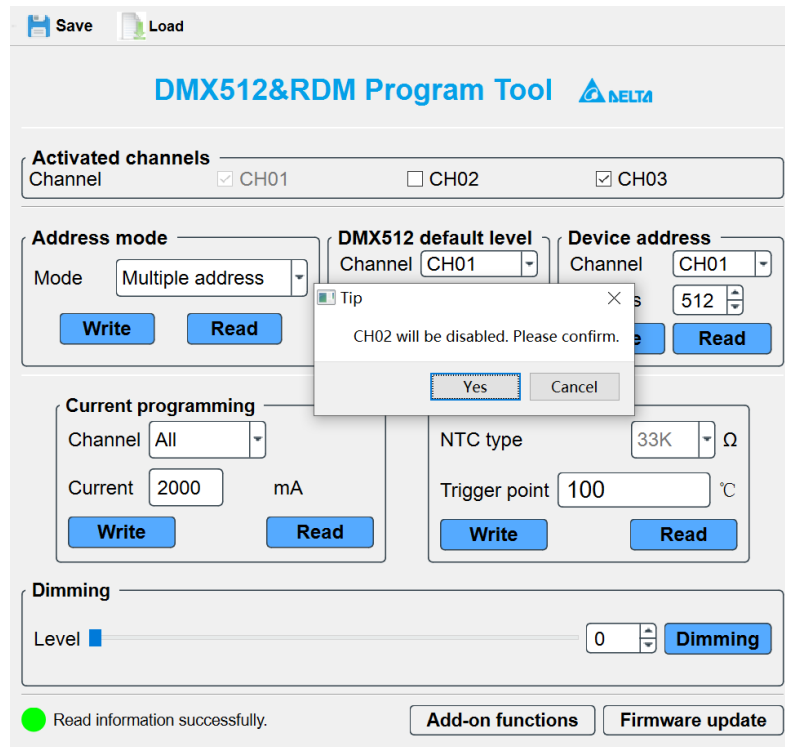 Save Load
DMX512&RDM Program Tool DELTA
Activated channels
Channel CH01 CH02 CH03
Address mode
Mode Multiple address
Write Read
DMX512 default level
Channel CH01
Device address
Channel CH01
s 512
e Read
Tip
CH02 will be disabled. Please confirm.
Yes Cancel
Current programming
Channel All
Current 2000 mA
Write Read
NTC type 33K Ω
Trigger point 100 ℃
Write Read
Dimming
Level 0 Dimming
Read information successfully. Add-on functions Firmware update